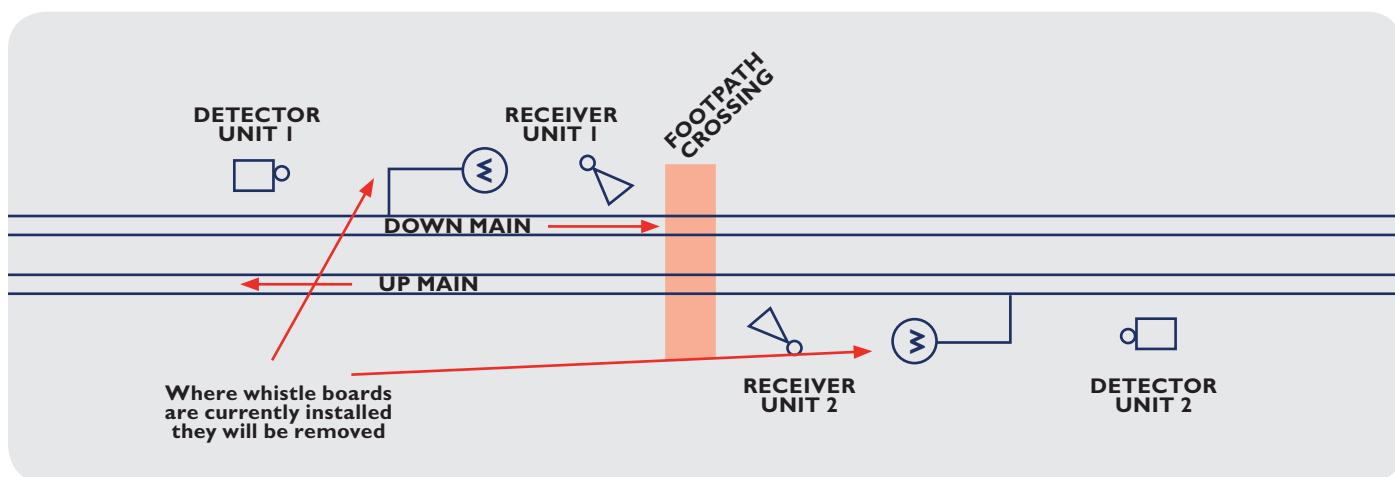 DETECTOR
UNIT 1
W
RECEIVER
UNIT 1
FOOTPATH
CROSSING
DOWN MAIN
UP MAIN
W
Where whistle boards
are currently installed
they will be removed
RECEIVER
UNIT 2
DETECTOR
UNIT 2